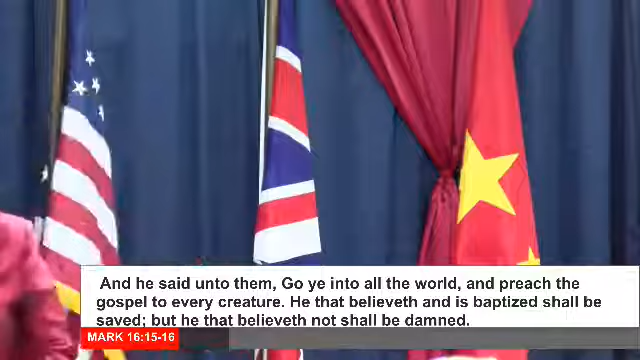 And he said unto them, Go ye into all the world, and preach the
gospel to every creature. He that believeth and is baptized shall be
saved; but he that believeth not shall be damned.
MARK 16:15-16